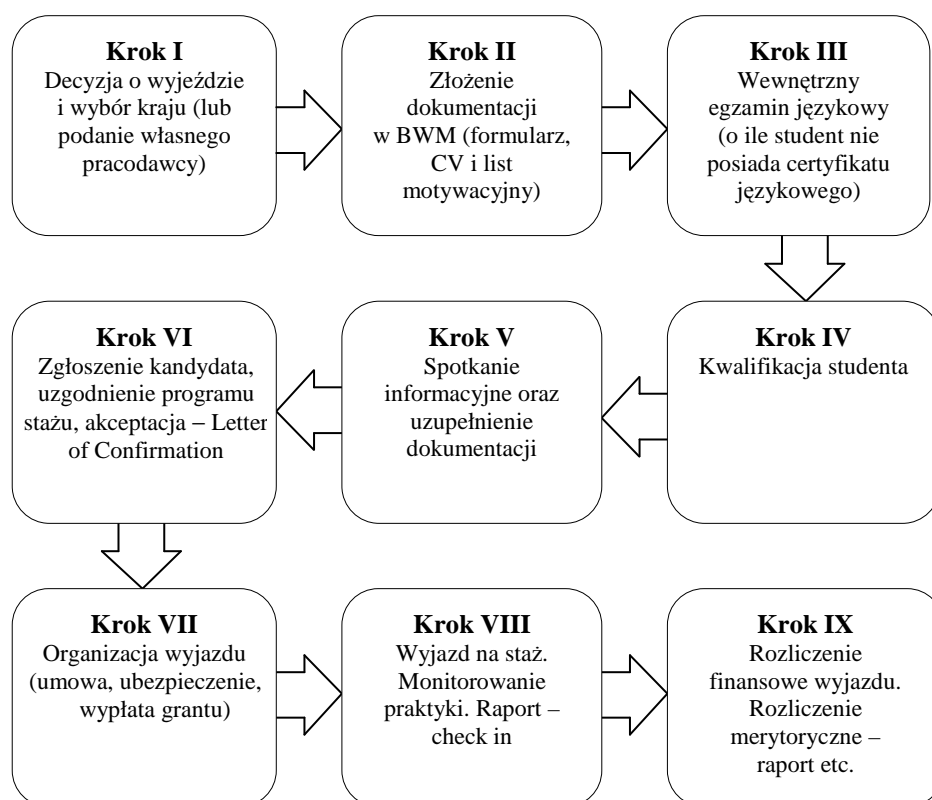 Krok I
Decyzja o wyjeździe
i wybór kraju (lub
podanie własnego
pracodawcy)
Krok II
Złożenie
dokumentacji
w BWM (formularz,
CV i list
motywacyjny)
Krok III
Wewnętrzny
egzamin językowy
(o ile student nie
posiada certyfikatu
językowego)
Krok IV
Kwalifikacja studenta
Krok V
Spotkanie
informacyjne oraz
uzupełnienie
dokumentacji
Krok VI
Zgłoszenie kandydata,
uzgodnienie programu
stażu, akceptacja – Letter
of Confirmation
Krok VII
Organizacja wyjazdu
(umowa, ubezpieczenie,
wypłata grantu)
Krok VIII
Wyjazd na staż.
Monitorowanie
praktyki. Raport –
check in
Krok IX
Rozliczenie
finansowe wyjazdu.
Rozliczenie
merytoryczne –
raport etc.